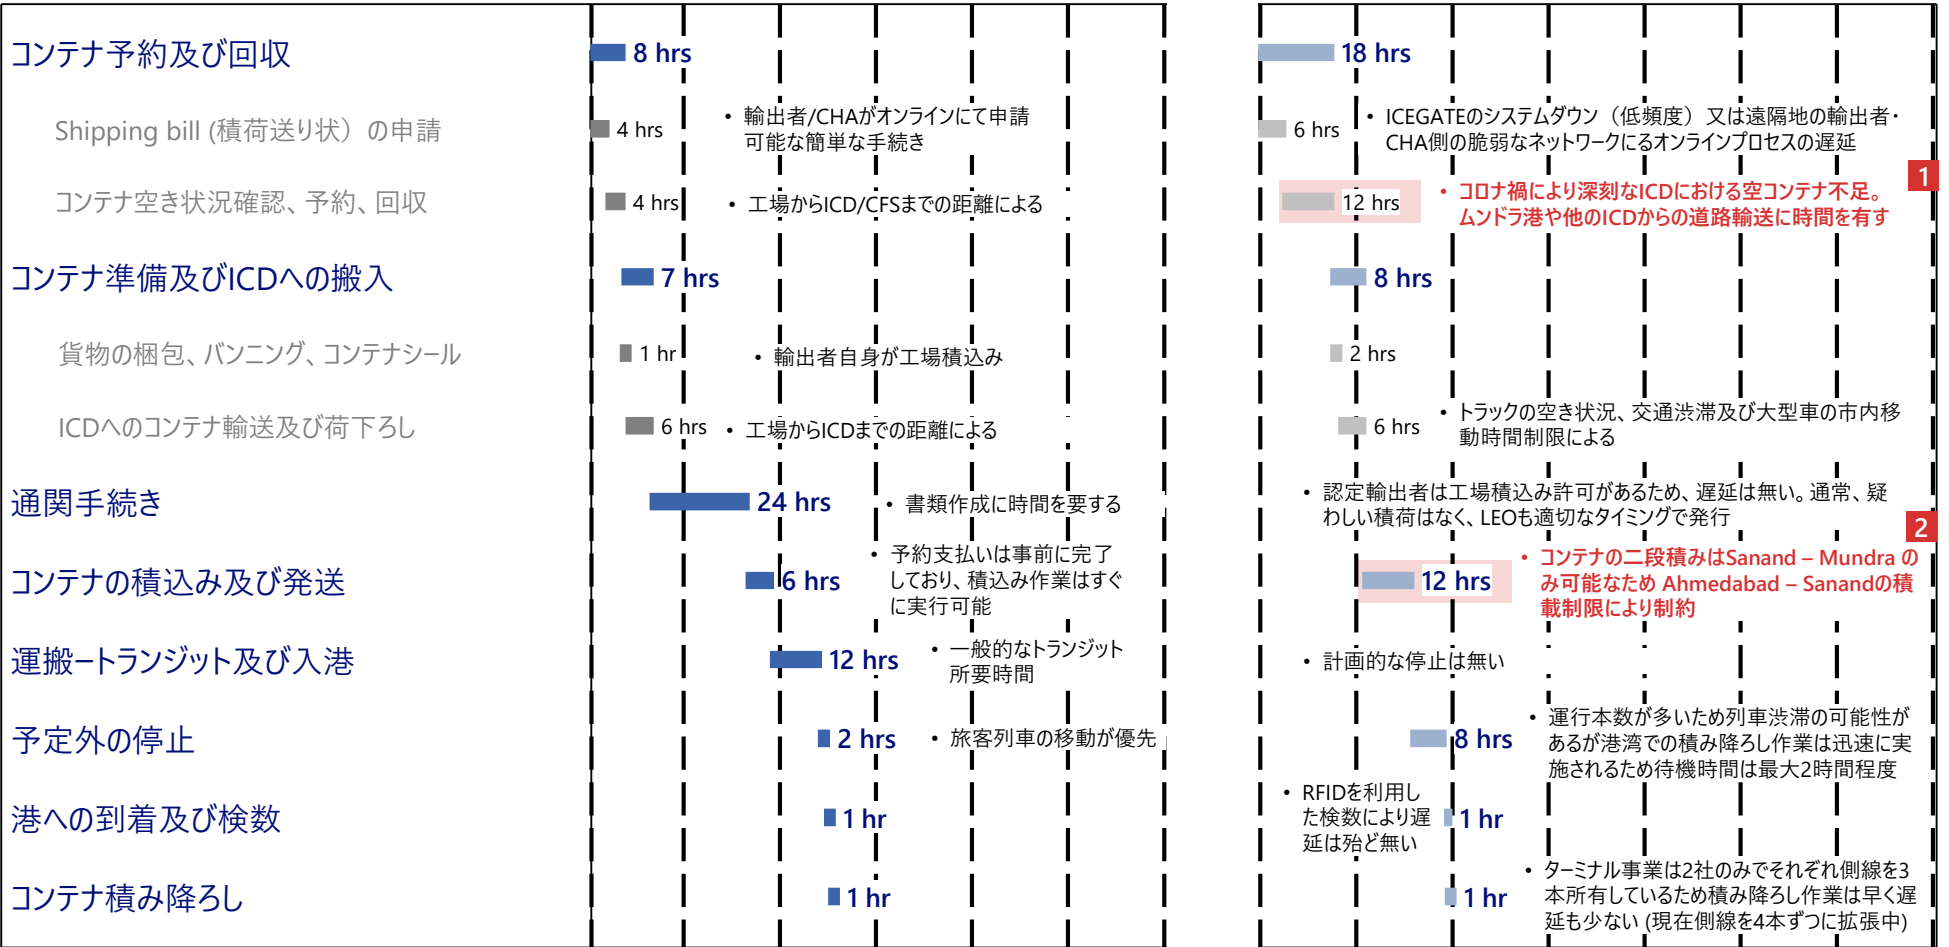 コンテナ予約及び回収
8 hrs
18 hrs
Shipping bill (積荷送り状）の申請
4 hrs
• 輸出者/CHAがオンラインにて申請
可能な簡単な手続き
6 hrs
• ICEGATEのシステムダウン（低頻度）又は遠隔地の輸出者・
CHA側の脆弱なネットワークにるオンラインプロセスの遅延
1
コンテナ空き状況確認、予約、回収
4 hrs
• 工場からICD/CFSまでの距離による
12 hrs
• コロナ禍により深刻なICDにおける空コンテナ不足。
ムンドラ港や他のICDからの道路輸送に時間を有す
コンテナ準備及びICDへの搬入
7 hrs
8 hrs
貨物の梱包、バンニング、コンテナシール
1 hr
• 輸出者自身が工場積込み
2 hrs
ICDへのコンテナ輸送及び荷下ろし
6 hrs
• 工場からICDまでの距離による
6 hrs
• トラックの空き状況、交通渋滞及び大型車の市内移
動時間制限による
通関手続き
24 hrs
• 書類作成に時間を要する
• 認定輸出者は工場積込み許可があるため、遅延は無い。通常、疑
わしい積荷はなく、LEOも適切なタイミングで発行
2
コンテナの積込み及び発送
6 hrs
• 予約支払いは事前に完了
しており、積込み作業はすぐ
に実行可能
12 hrs
• コンテナの二段積みはSanand – Mundra の
み可能なため Ahmedabad – Sanandの積
載制限により制約
運搬–トランジット及び入港
12 hrs
• 一般的なトランジット
所要時間
• 計画的な停止は無い
予定外の停止
2 hrs
• 旅客列車の移動が優先
8 hrs
• 運行本数が多いため列車渋滞の可能性が
あるが港湾での積み降ろし作業は迅速に実
施されるため待機時間は最大2時間程度
港への到着及び検数
1 hr
• RFIDを利用し
た検数により遅
延は殆ど無い
1 hr
コンテナ積み降ろし
1 hr
1 hr
• ターミナル事業は2社のみでそれぞれ側線を3
本所有しているため積み降ろし作業は早く遅
延も少ない (現在側線を4本ずつに拡張中)